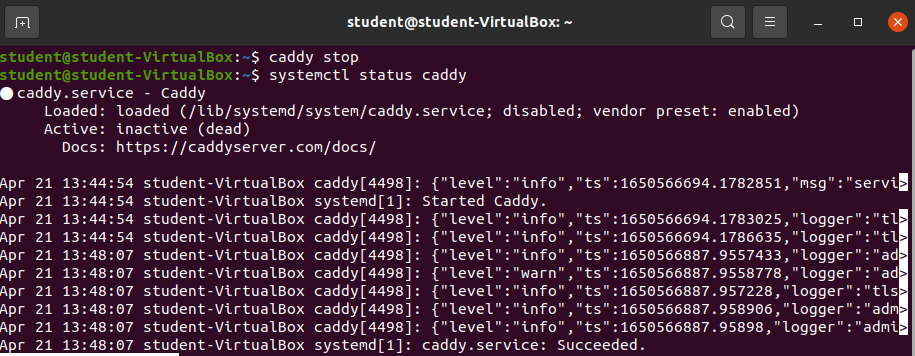 student@student-VirtualBox: ~
student@student-VirtualBox:~$ caddy stop
student@student-VirtualBox:~$ systemctl status caddy
● caddy.service - Caddy
     Loaded: loaded (/lib/systemd/system/caddy.service; disabled; vendor preset: enabled)
     Active: inactive (dead)
       Docs: https://caddyserver.com/docs/
Apr 21 13:44:54 student-VirtualBox caddy[4498]: {"level":"info","ts":1650566694.1782851,"msg":"servi>
Apr 21 13:44:54 student-VirtualBox systemd[1]: Started Caddy.
Apr 21 13:44:54 student-VirtualBox caddy[4498]: {"level":"info","ts":1650566694.1783025,"logger":"tl>
Apr 21 13:44:54 student-VirtualBox caddy[4498]: {"level":"info","ts":1650566694.1786635,"logger":"tl>
Apr 21 13:48:07 student-VirtualBox caddy[4498]: {"level":"info","ts":1650566887.9557433,"logger":"ad>
Apr 21 13:48:07 student-VirtualBox caddy[4498]: {"level":"warn","ts":1650566887.9558778,"logger":"ad>
Apr 21 13:48:07 student-VirtualBox caddy[4498]: {"level":"info","ts":1650566887.957228,"logger":"tls>
Apr 21 13:48:07 student-VirtualBox caddy[4498]: {"level":"info","ts":1650566887.958906,"logger":"adm>
Apr 21 13:48:07 student-VirtualBox caddy[4498]: {"level":"info","ts":1650566887.95898,"logger":"admi>
Apr 21 13:48:07 student-VirtualBox systemd[1]: caddy.service: Succeeded.